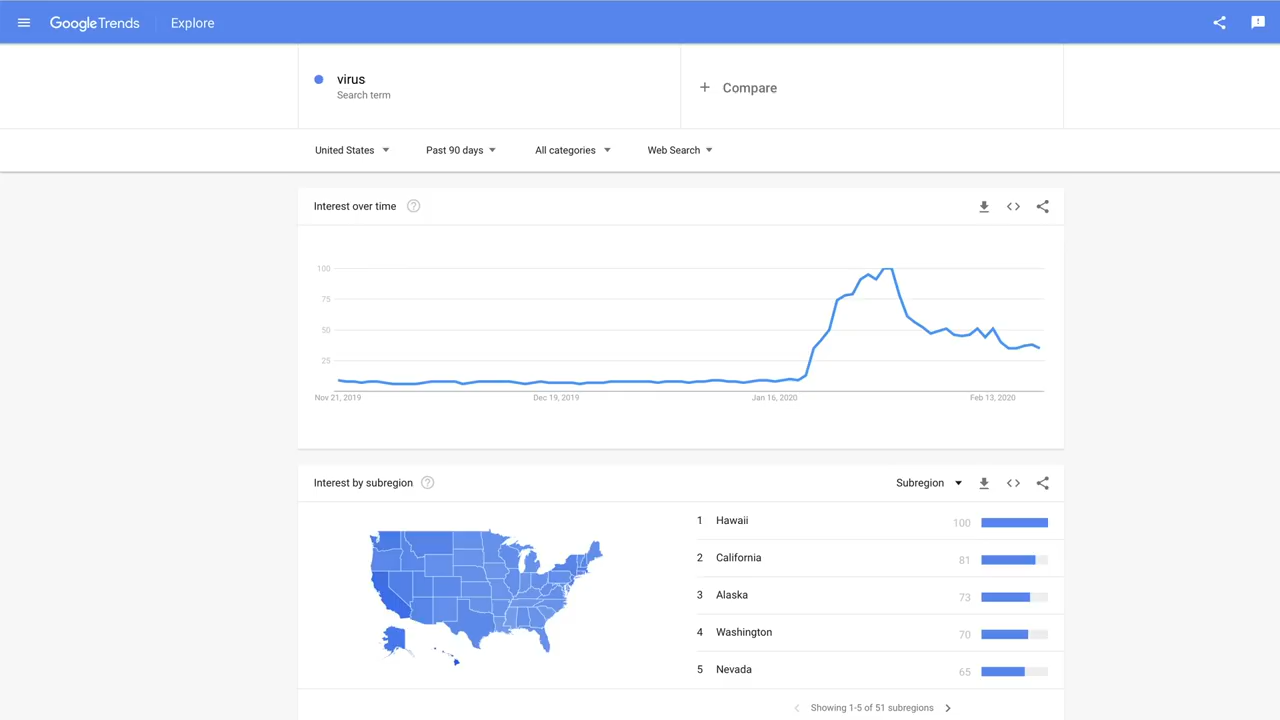 Google Trends Explore
virus
Search term
+ Compare
United States Past 90 days All categories Web Search
Interest over time ?
100
75
50
25
Nov 21, 2019 Dec 19, 2019 Jan 16, 2020 Feb 13, 2020
Interest by subregion ? Subregion
1 Hawaii 100
2 California 81
3 Alaska 73
4 Washington 70
5 Nevada 65
Showing 1-5 of 51 subregions